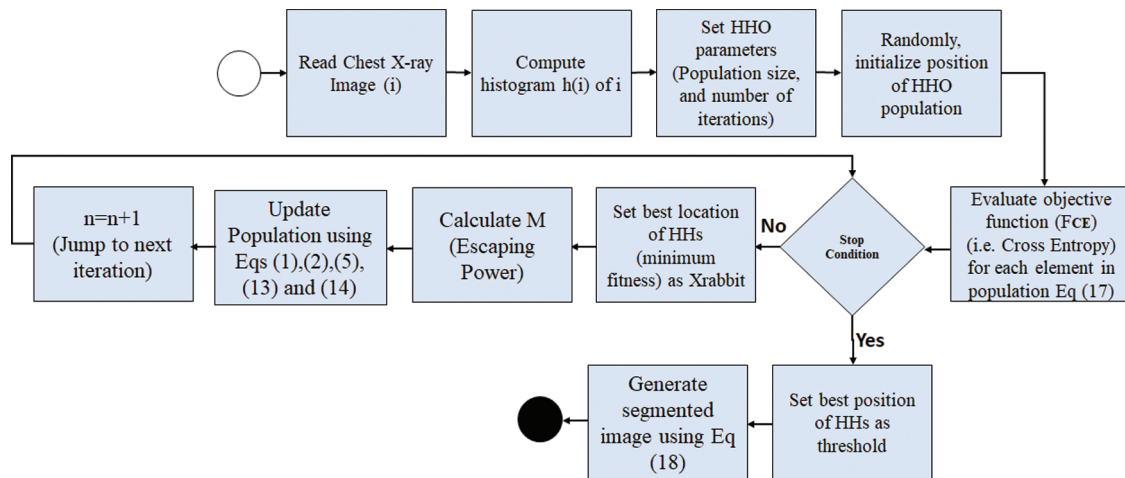 Read Chest X-ray
Image (i)
Compute
histogram h(i) of i
Set HHO
parameters
(Population size,
and number of
iterations)
Randomly,
initialize position
of HHO
population
Evaluate objective
function (FCE)
(i.e. Cross Entropy)
for each element in
population Eq (17)
Stop
Condition
No
Set best location
of HHs
(minimum
fitness) as Xrabbit
Calculate M
(Escaping
Power)
Update
Population using
Eqs (1),(2),(5),
(13) and (14)
n=n+1
(Jump to next
iteration)
Yes
Set best position
of HHs as
threshold
Generate
segmented
image using Eq
(18)